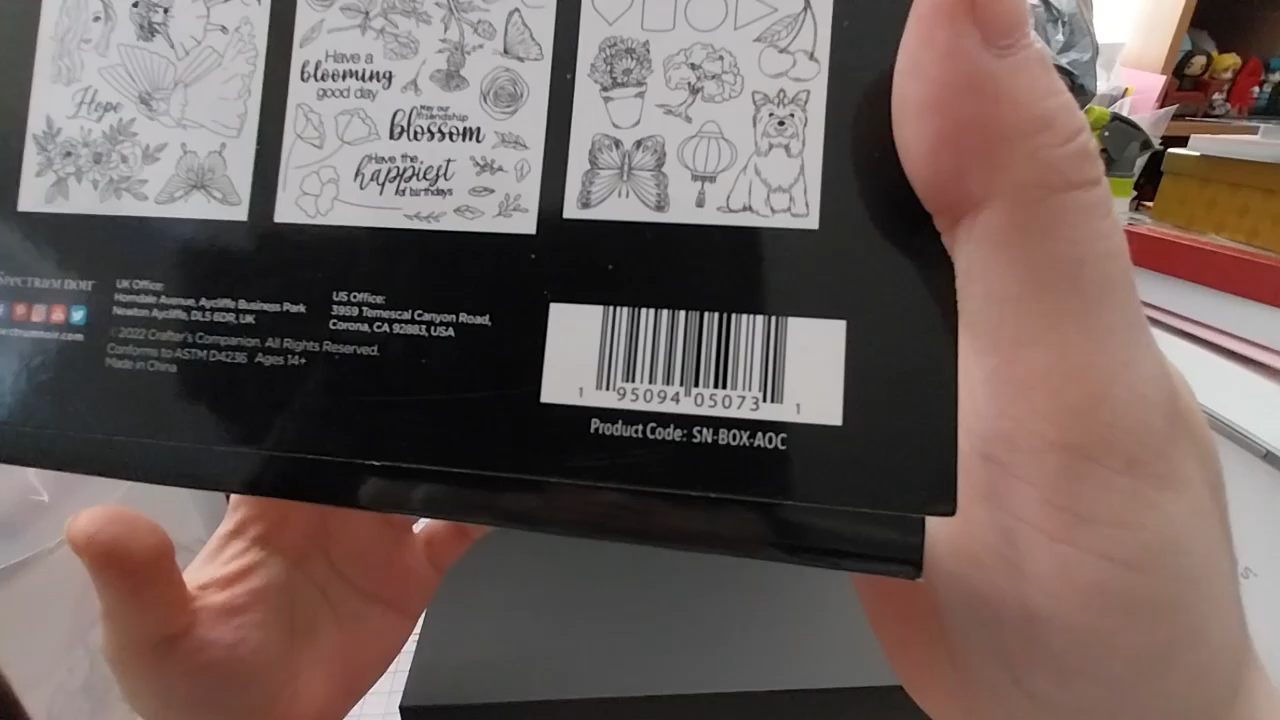 Hope
Have a
blooming
good day
May our
friendship
blossom
Have the
happiest
of birthdays
SPECTRUM NOIR
UK Office:
Horndale Avenue, Aycliffe Business Park
Newton Aycliffe, DL5 6DR, UK
©2022 Crafter's Companion. All Rights Reserved.
Conforms to ASTM D4236 Ages 14+
Made in China
US Office:
3959 Temescal Canyon Road,
Corona, CA 92883, USA
1 95094 05073 1
Product Code: SN-BOX-AOC